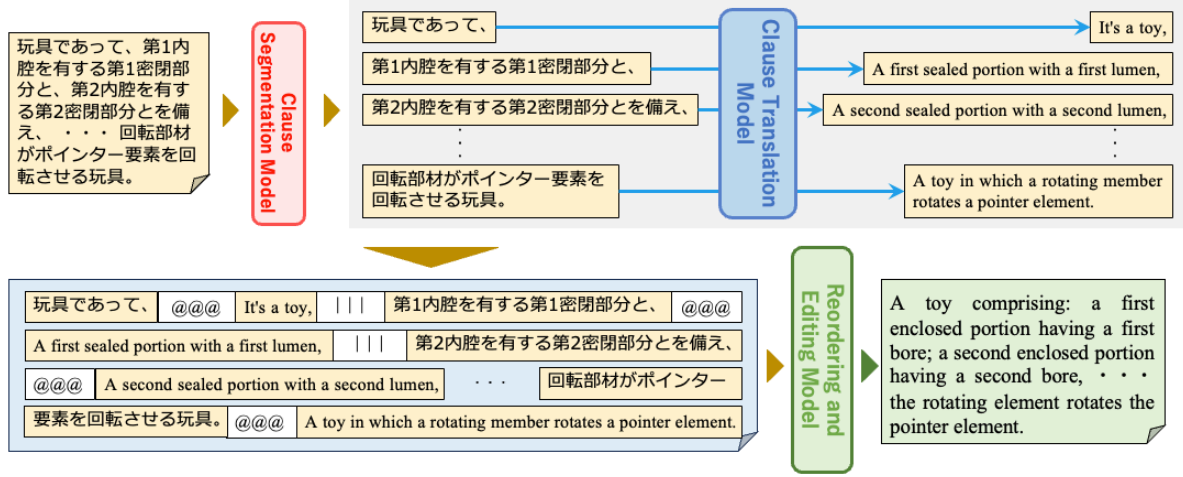 玩具であって、第1内
腔を有する第1密閉部
分と、第2内腔を有す
る第2密閉部分とを備
え、 ・・・ 回転部材
がポインター要素を回
転させる玩具。
Clause
Segmentation Model
玩具であって、
It's a toy,
第1内腔を有する第1密閉部分と、
A first sealed portion with a first lumen,
第2内腔を有する第2密閉部分とを備え、
A second sealed portion with a second lumen,
回転部材がポインター要素を
回転させる玩具。
A toy in which a rotating member
rotates a pointer element.
Clause Translation
Model
玩具であって、 @@@ It's a toy, ||| 第1内腔を有する第1密閉部分と、 @@@
A first sealed portion with a first lumen, ||| 第2内腔を有する第2密閉部分とを備え、
@@@ A second sealed portion with a second lumen, ・・・ 回転部材がポインター
要素を回転させる玩具。 @@@ A toy in which a rotating member rotates a pointer element.
Reordering and
Editing Model
A toy comprising: a first
enclosed portion having a first
bore; a second enclosed portion
having a second bore, ・・・
the rotating element rotates the
pointer element.